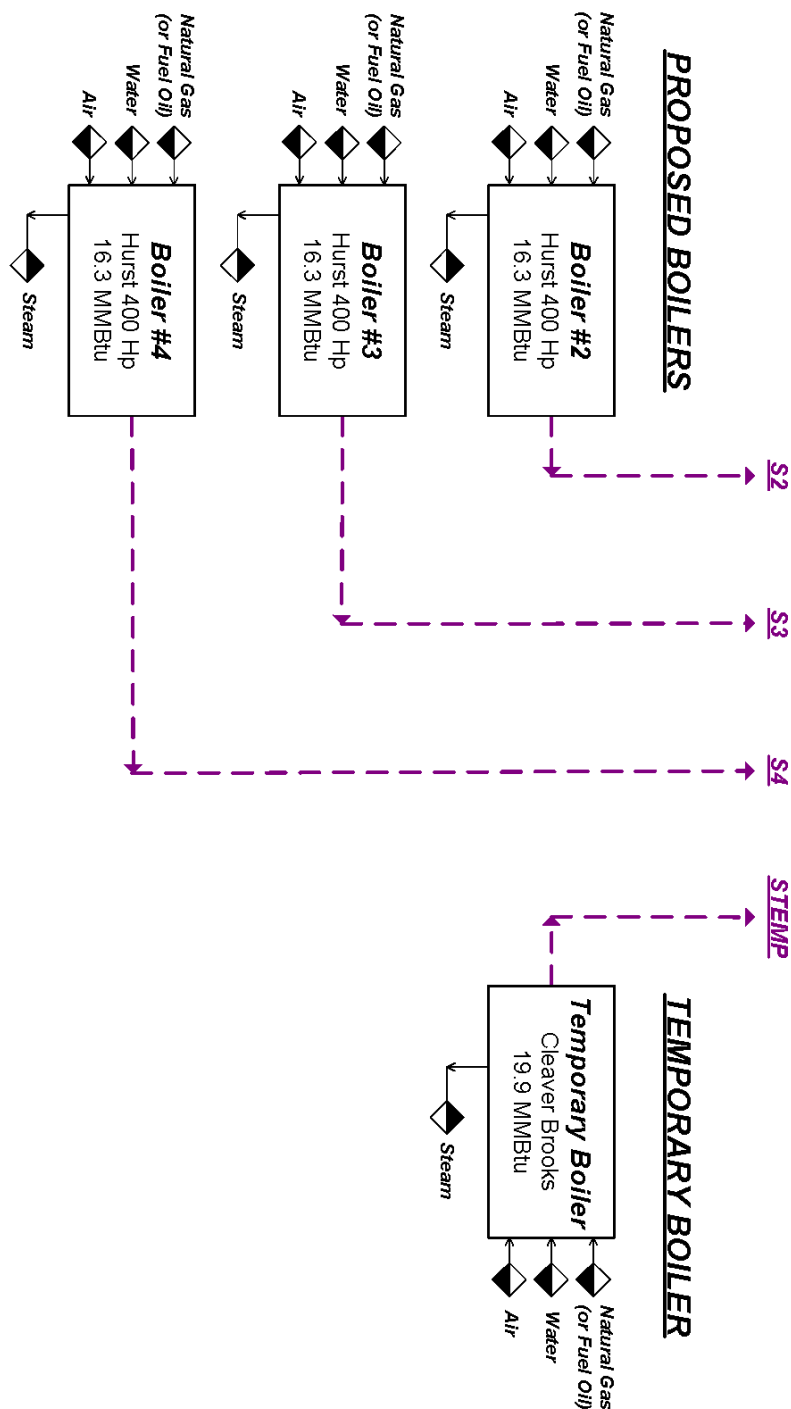 S2
S3
S4
STEMP
PROPOSED BOILERS
TEMPORARY BOILER
Natural Gas
(or Fuel Oil)
Water
Air
Boiler #2
Hurst 400 Hp
16.3 MMBtu
Steam
Temporary Boiler
Cleaver Brooks
19.9 MMBtu
Natural Gas
(or Fuel Oil)
Water
Air
Steam
Natural Gas
(or Fuel Oil)
Water
Air
Boiler #3
Hurst 400 Hp
16.3 MMBtu
Steam
Natural Gas
(or Fuel Oil)
Water
Air
Boiler #4
Hurst 400 Hp
16.3 MMBtu
Steam